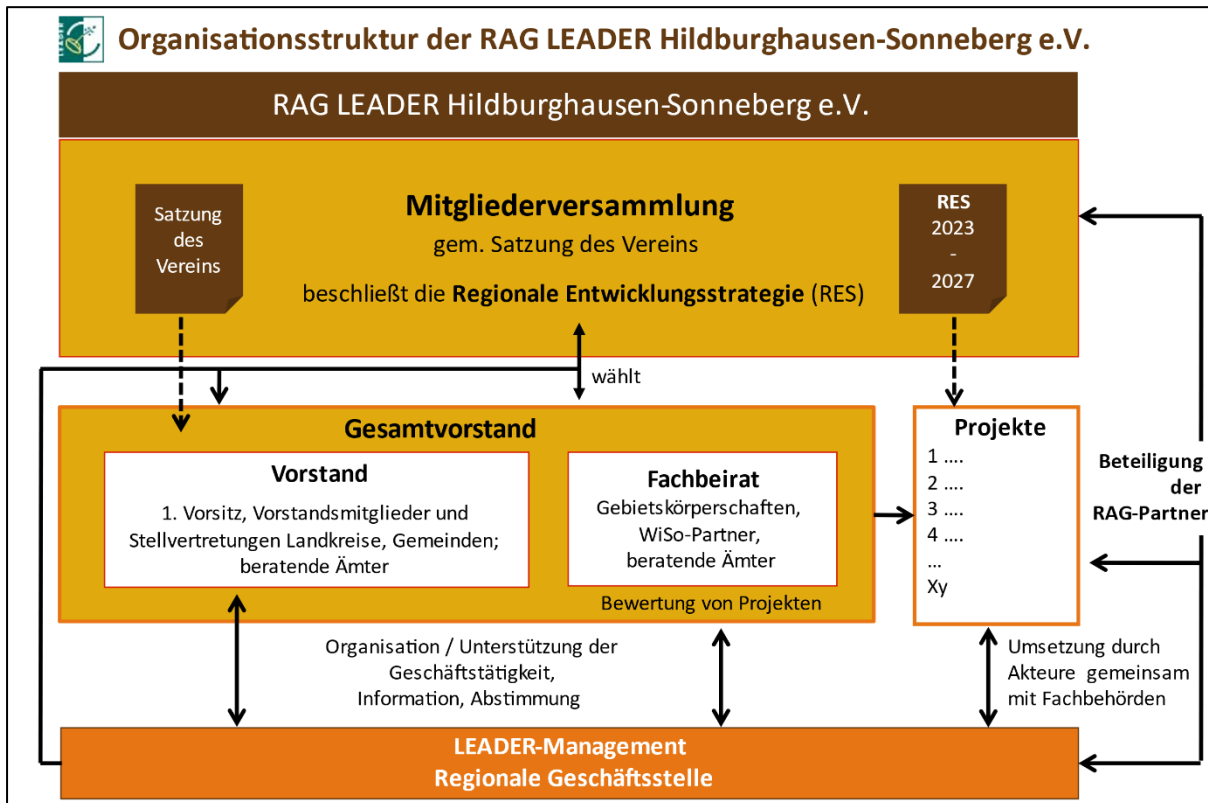 Organisationsstruktur der RAG LEADER Hildburghausen-Sonneberg e.V.
RAG LEADER Hildburghausen-Sonneberg e.V.
Satzung
des
Vereins
Mitgliederversammlung
gem. Satzung des Vereins
beschließt die Regionale Entwicklungsstrategie (RES)
RES
2023
-
2027
wählt
Gesamtvorstand
Vorstand
1. Vorsitz, Vorstandsmitglieder und
Stellvertretungen Landkreise, Gemeinden;
beratende Ämter
Fachbeirat
Gebietskörperschaften,
WiSo-Partner,
beratende Ämter
Bewertung von Projekten
Projekte
1 ....
2 ....
3 ....
4 ....
...
Xy
Beteiligung
der
RAG-Partner
Organisation / Unterstützung der
Geschäftstätigkeit,
Information, Abstimmung
Umsetzung durch
Akteure gemeinsam
mit Fachbehörden
LEADER-Management
Regionale Geschäftsstelle